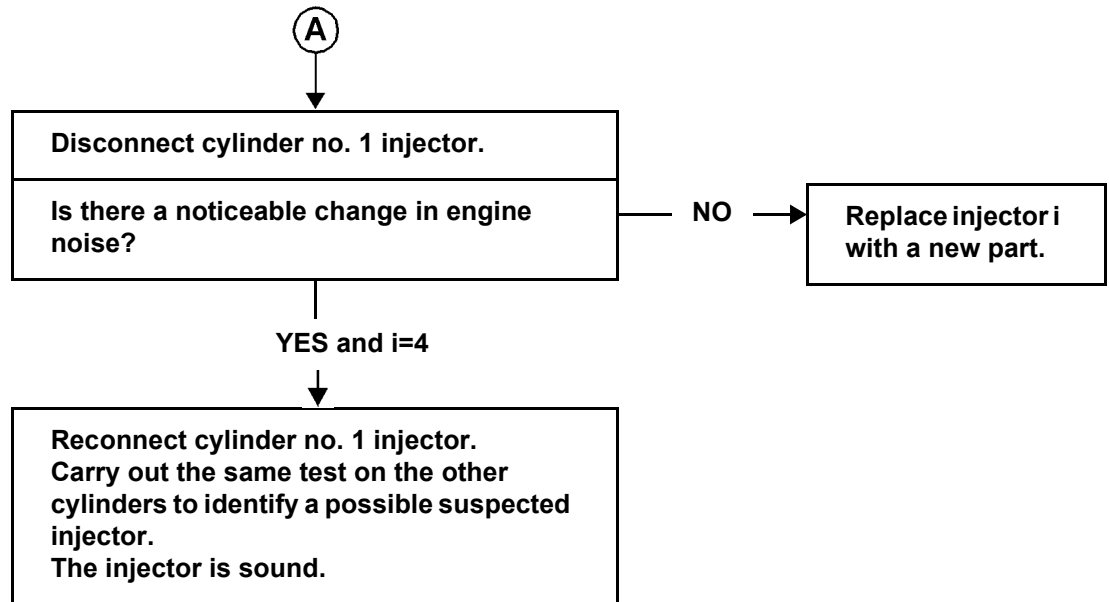 A
Disconnect cylinder no. 1 injector.
Is there a noticeable change in engine
noise?
NO
Replace injector i
with a new part.
YES and i=4
Reconnect cylinder no. 1 injector.
Carry out the same test on the other
cylinders to identify a possible suspected
injector.
The injector is sound.